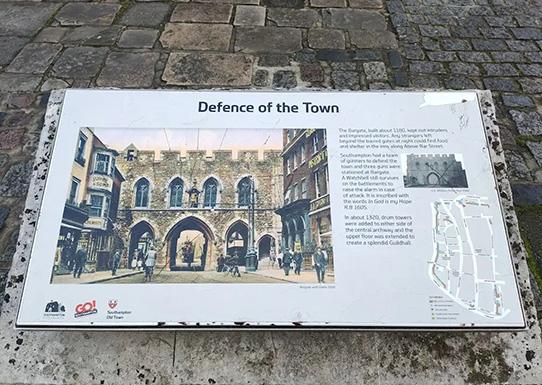 Defence of the Town
The Bargate, built about 1180, kept out intruders
and impressed visitors. Any strangers left
beyond the barred gates at night could find food
and shelter in the inns along Above Bar Street.
Southampton had a team
of gunners to defend the
town and three guns were
stationed at Bargate.
A Watchbell still survives
on the battlements to
raise the alarm in case
of attack. It is inscribed
with the words In God is my Hope
R.B 1605.
In about 1320, drum towers
were added to either side of
the central archway and the
upper floor was extended to
create a splendid Guildhall.
GO!
Southampton
Old Town